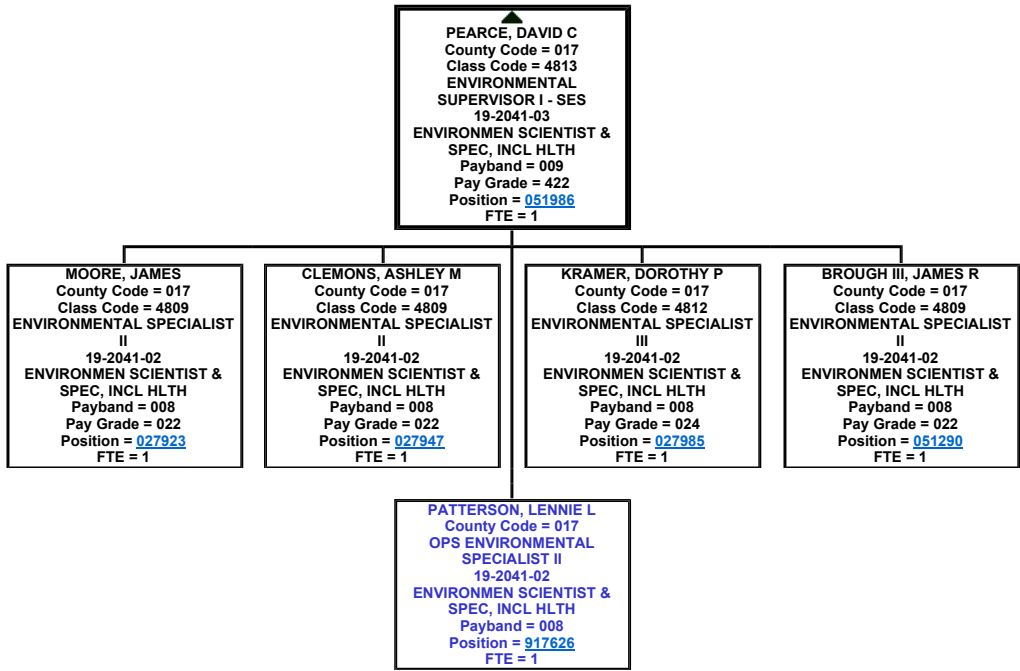 PEARCE, DAVID C
County Code = 017
Class Code = 4813
ENVIRONMENTAL
SUPERVISOR I - SES
19-2041-03
ENVIRONMEN SCIENTIST &
SPEC, INCL HLTH
Payband = 009
Pay Grade = 422
Position = 051986
FTE = 1
MOORE, JAMES
County Code = 017
Class Code = 4809
ENVIRONMENTAL SPECIALIST
II
19-2041-02
ENVIRONMEN SCIENTIST &
SPEC, INCL HLTH
Payband = 008
Pay Grade = 022
Position = 027923
FTE = 1
CLEMONS, ASHLEY M
County Code = 017
Class Code = 4809
ENVIRONMENTAL SPECIALIST
II
19-2041-02
ENVIRONMEN SCIENTIST &
SPEC, INCL HLTH
Payband = 008
Pay Grade = 022
Position = 027947
FTE = 1
KRAMER, DOROTHY P
County Code = 017
Class Code = 4812
ENVIRONMENTAL SPECIALIST
III
19-2041-02
ENVIRONMEN SCIENTIST &
SPEC, INCL HLTH
Payband = 008
Pay Grade = 024
Position = 027985
FTE = 1
BROUGH III, JAMES R
County Code = 017
Class Code = 4809
ENVIRONMENTAL SPECIALIST
II
19-2041-02
ENVIRONMEN SCIENTIST &
SPEC, INCL HLTH
Payband = 008
Pay Grade = 022
Position = 051290
FTE = 1
PATTERSON, LENNIE L
County Code = 017
OPS ENVIRONMENTAL
SPECIALIST II
19-2041-02
ENVIRONMEN SCIENTIST &
SPEC, INCL HLTH
Payband = 008
Position = 917626
FTE = 1